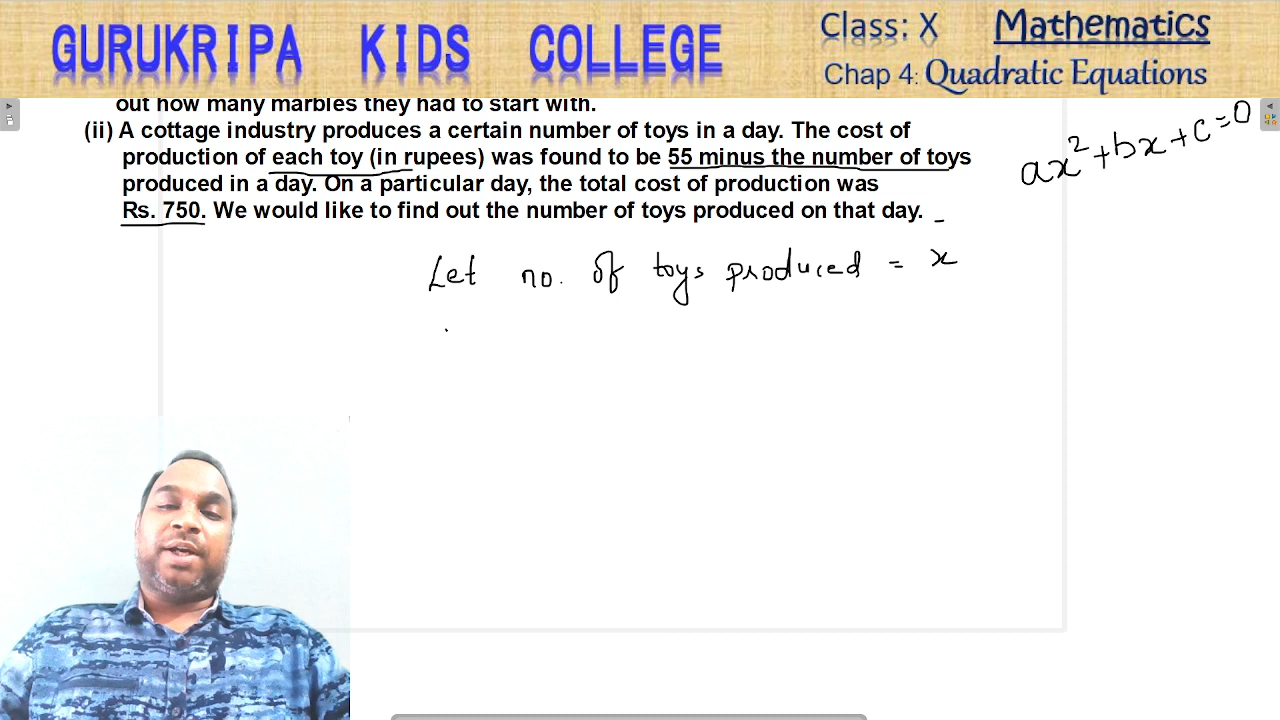 GURUKRIPA KIDS COLLEGE
Class: X Mathematics
Chap 4: Quadratic Equations
out how many marbles they had to start with.
(ii) A cottage industry produces a certain number of toys in a day. The cost of
production of each toy (in rupees) was found to be 55 minus the number of toys
produced in a day. On a particular day, the total cost of production was
Rs. 750. We would like to find out the number of toys produced on that day.
ax²+bx+c=0
Let no. of toys produced = x